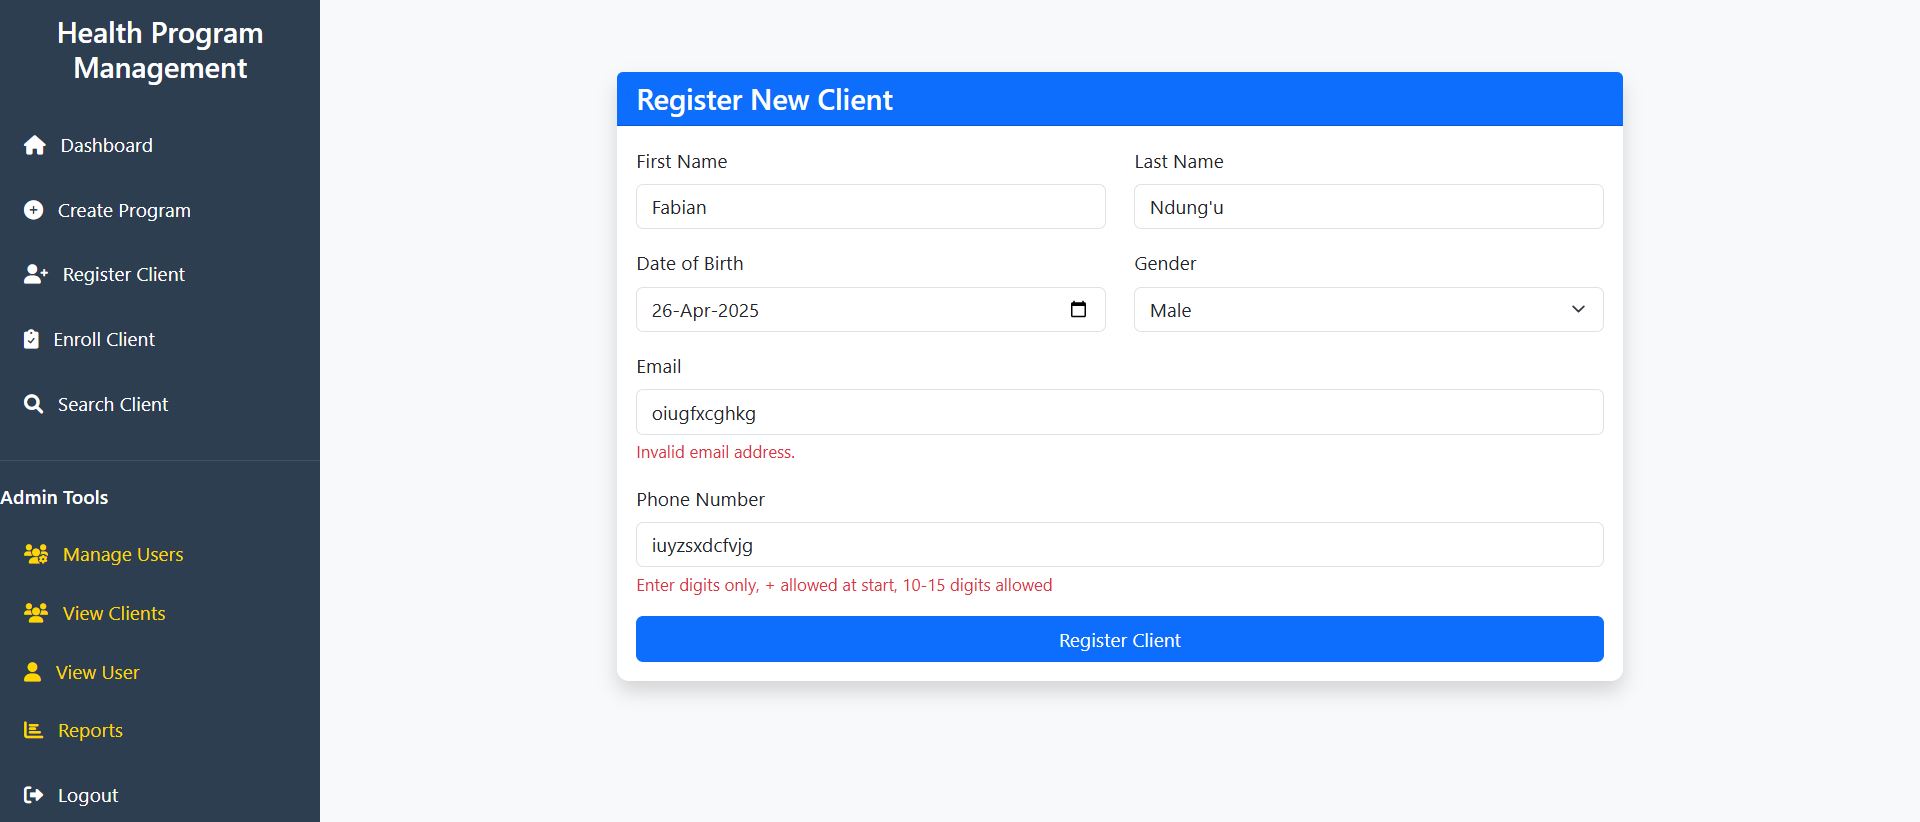 Health Program
Management
Dashboard
Create Program
Register Client
Enroll Client
Search Client
Admin Tools
Manage Users
View Clients
View User
Reports
Logout
Register New Client
First Name
Last Name
Fabian
Ndung'u
Date of Birth
Gender
26-Apr-2025
Male
Email
oiugfxcghkg
Invalid email address.
Phone Number
iuyzsxdcfvjg
Enter digits only, + allowed at start, 10-15 digits allowed
Register Client